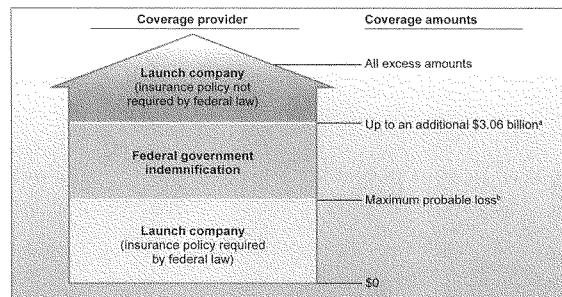 Coverage provider
Coverage amounts
Launch company
(insurance policy not
required by federal law)
All excess amounts
Up to an additional $3.06 billionᵃ
Federal government
indemnification
Maximum probable lossᵇ
Launch company
(insurance policy required
by federal law)
$0